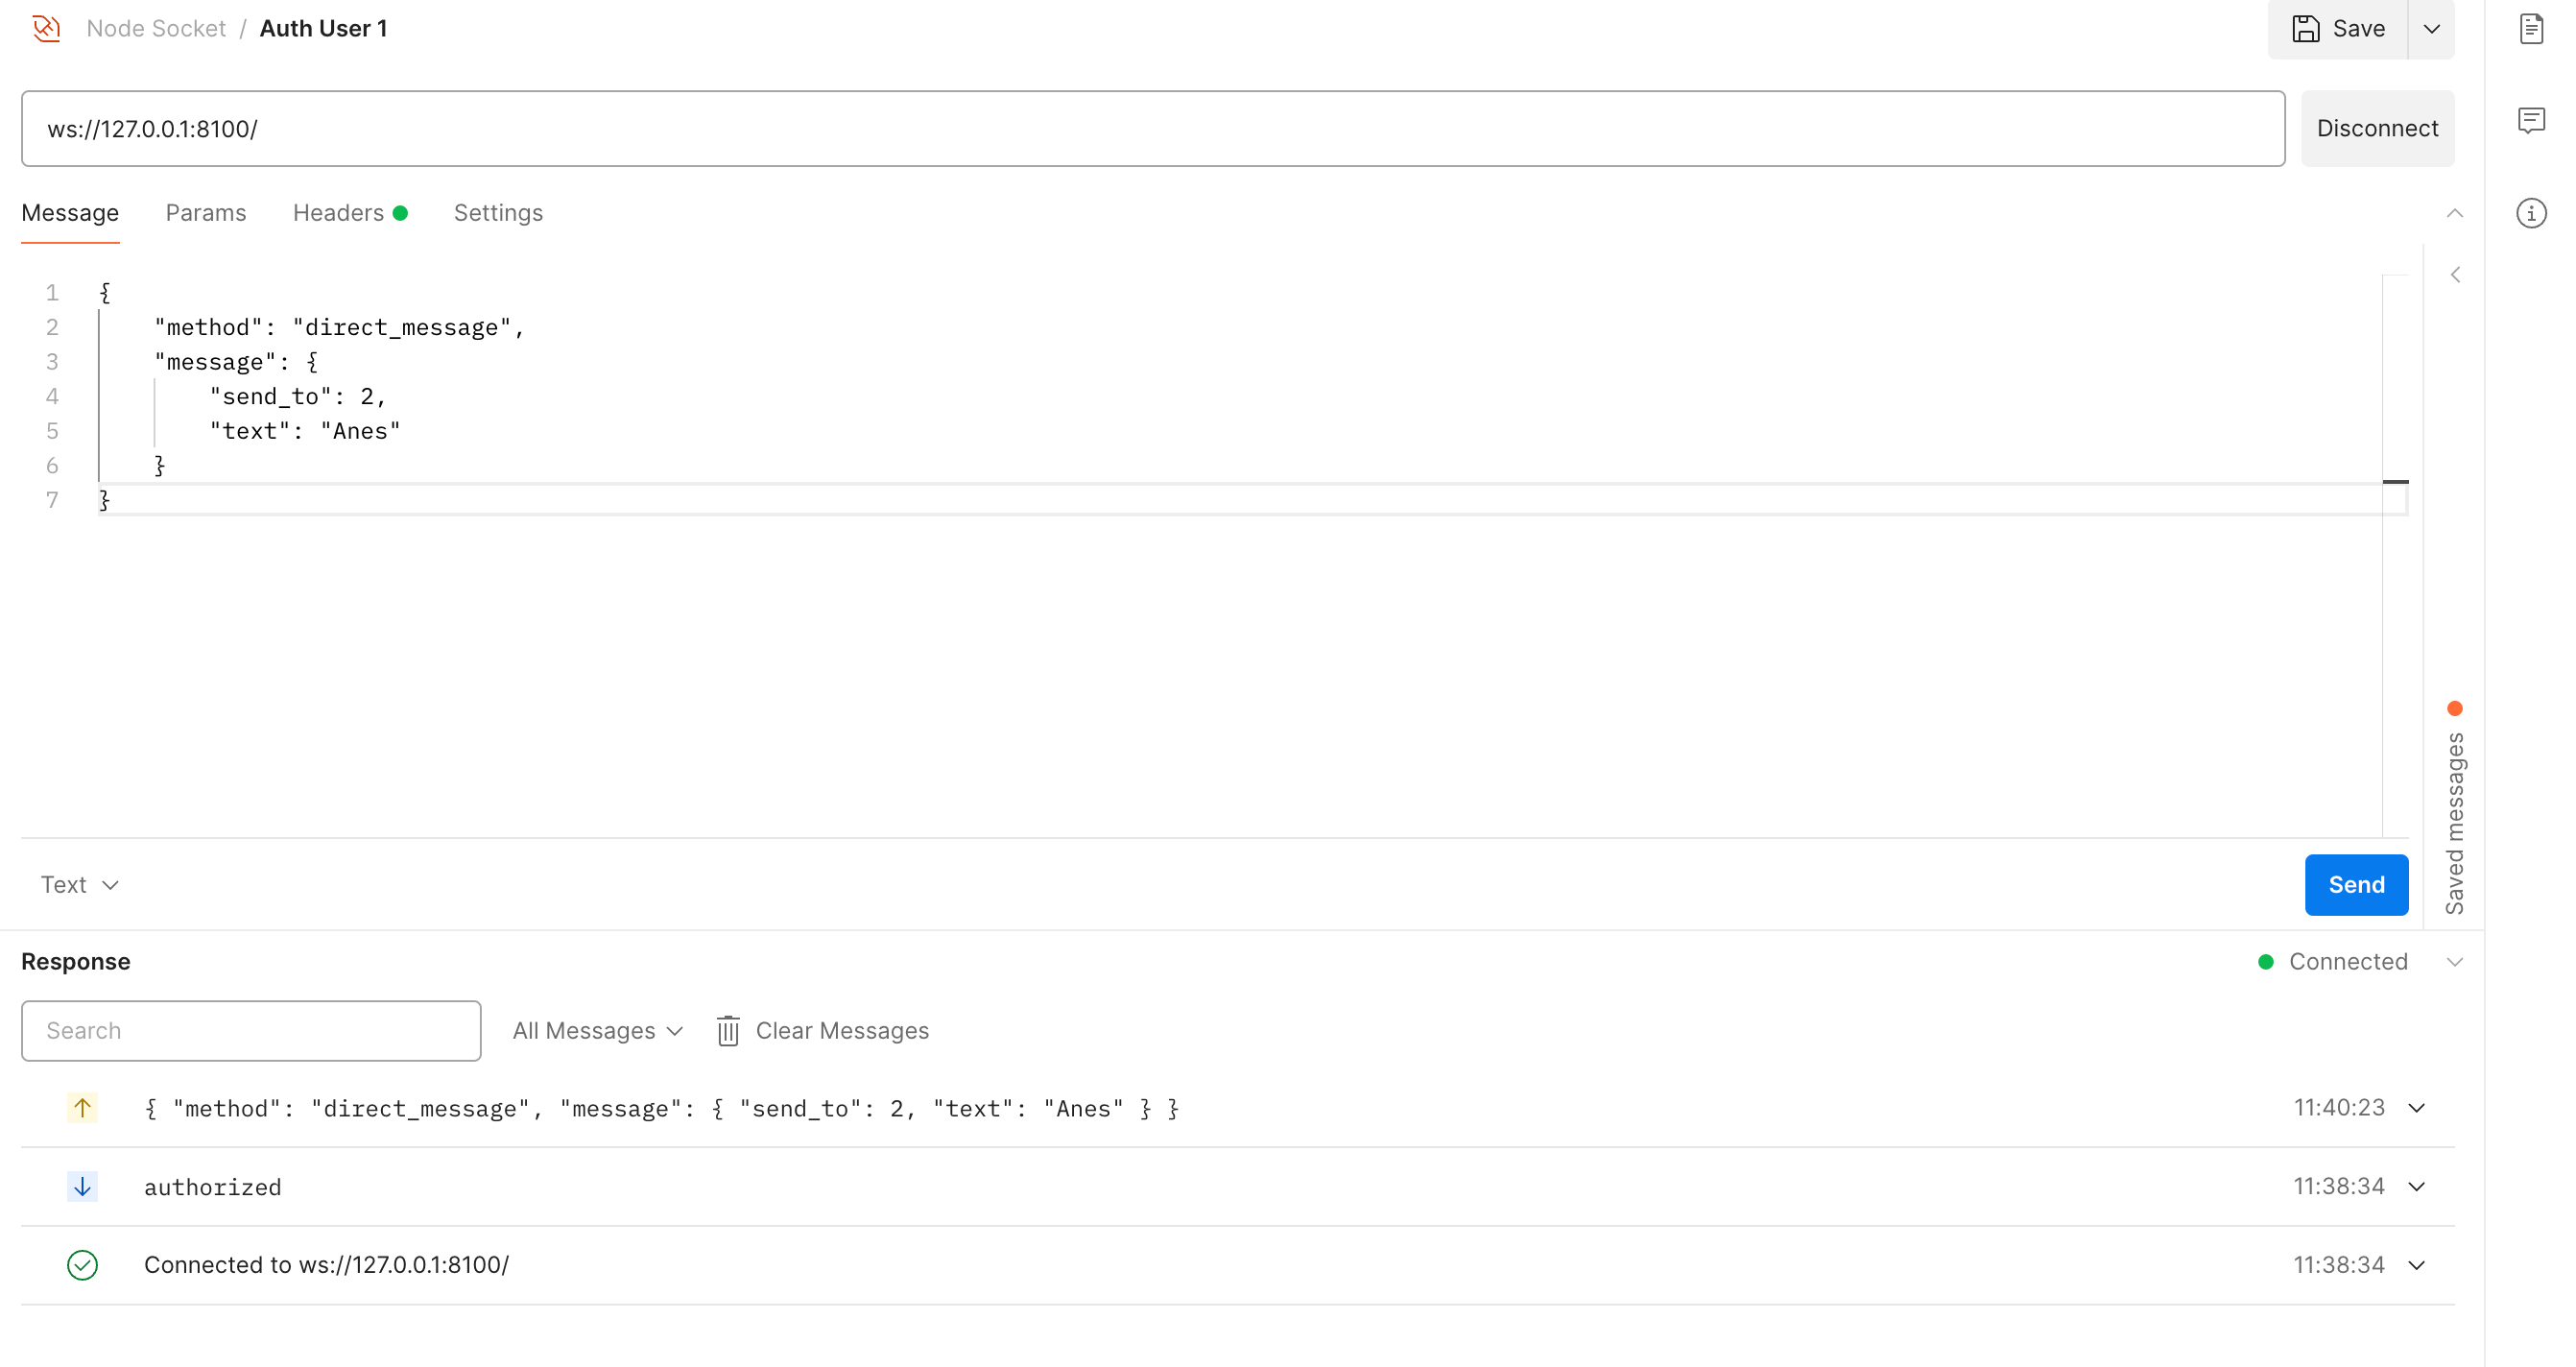 Node Socket / Auth User 1
Save
ws://127.0.0.1:8100/
Disconnect
Message Params Headers Settings
1 {
2 "method": "direct_message",
3 "message": {
4 "send_to": 2,
5 "text": "Anes"
6 }
7 }
Saved messages
Text
Send
Response
Connected
Search
All Messages
Clear Messages
{ "method": "direct_message", "message": { "send_to": 2, "text": "Anes" } } 11:40:23
authorized 11:38:34
Connected to ws://127.0.0.1:8100/ 11:38:34